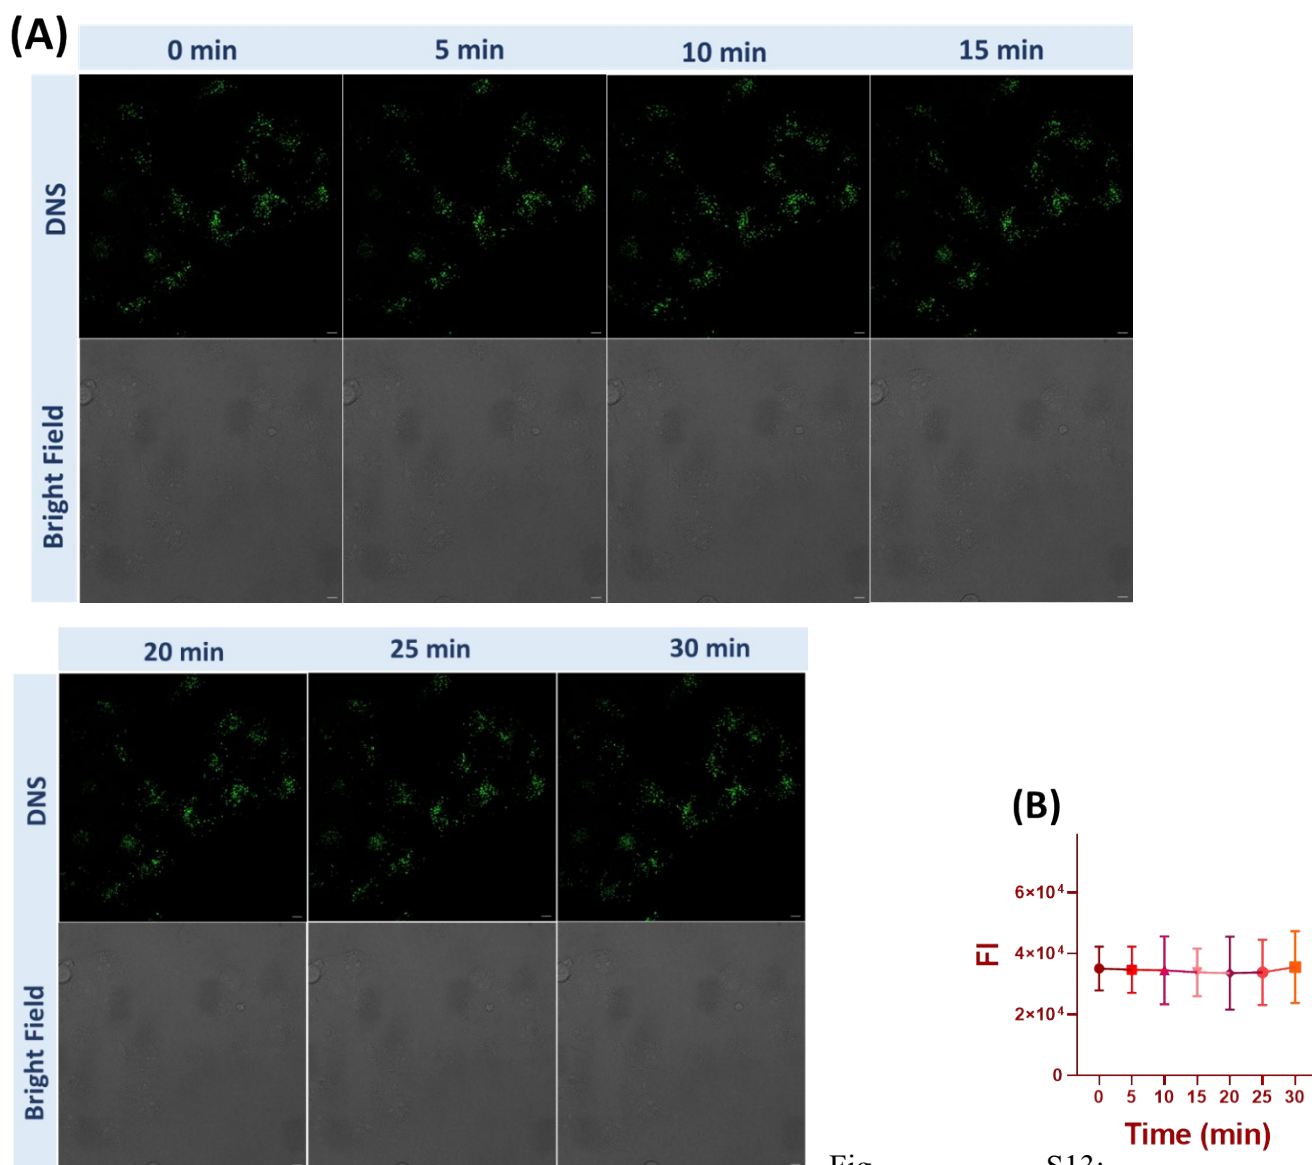 (A)
0 min 5 min 10 min 15 min
DNS
Bright Field
20 min 25 min 30 min
DNS
Bright Field
(B)
6×10⁴
4×10⁴
2×10⁴
0
FI
0 5 10 15 20 25 30
Time (min)
Fig S13: